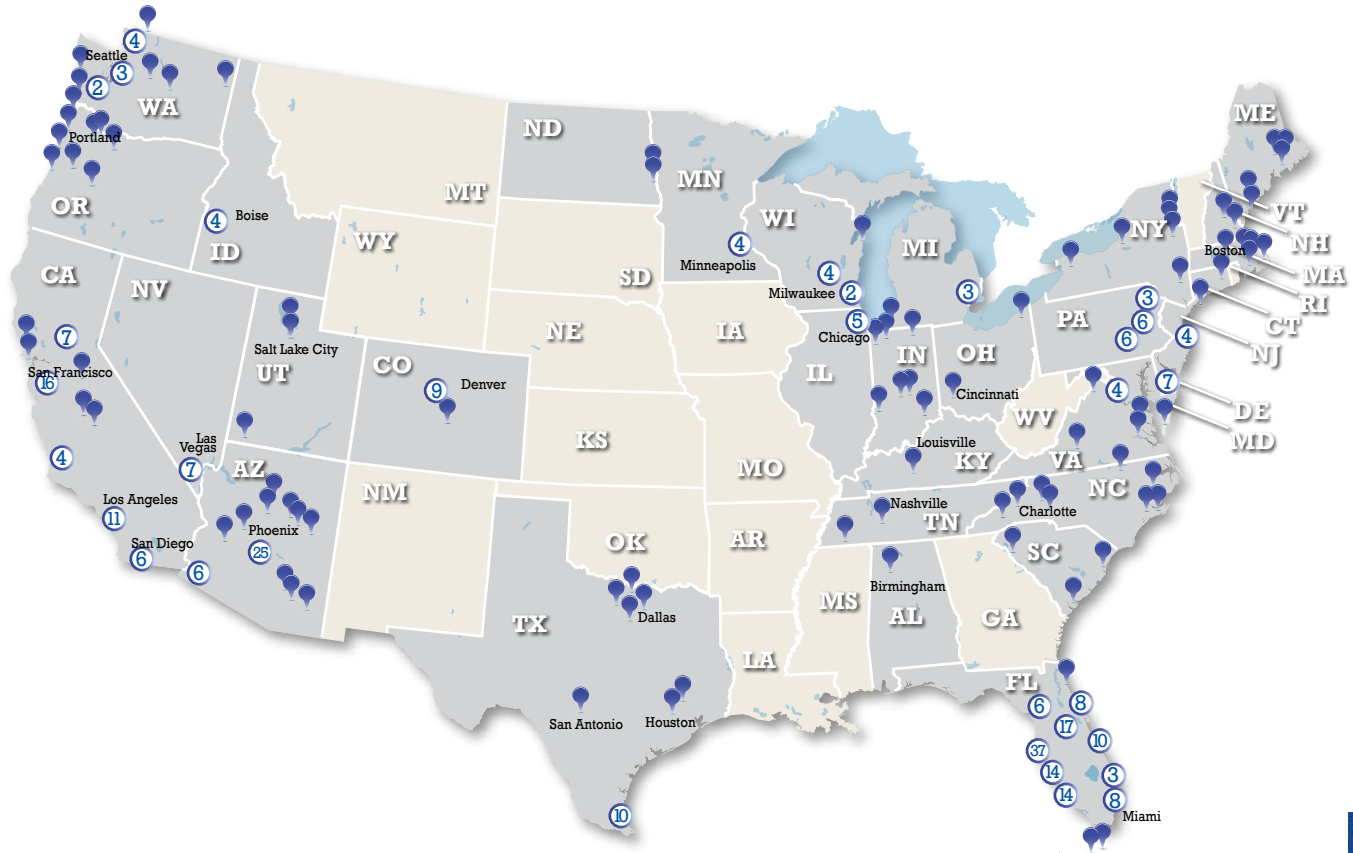 4
Seattle
3
2
WA
Portland
OR
4
Boise
ID
MT
ND
MN
WI
MI
ME
VT
NH
NY
Boston
MA
RI
CT
NJ
WY
SD
4
Minneapolis
4
Milwaukee
2
3
3
6
6
PA
4
CA
NV
7
San Francisco
16
Salt Lake City
UT
CO
9
Denver
NE
IA
5
Chicago
IL
IN
OH
Cincinnati
WV
4
7
DE
MD
4
Las
Vegas
7
AZ
KS
MO
Louisville
KY
VA
Los Angeles
11
San Diego
6
6
Phoenix
25
NM
OK
AR
Nashville
TN
NC
Charlotte
SC
Birmingham
MS
AL
GA
TX
Dallas
LA
San Antonio
Houston
10
FL
6
8
17
10
37
14
3
14
8
Miami